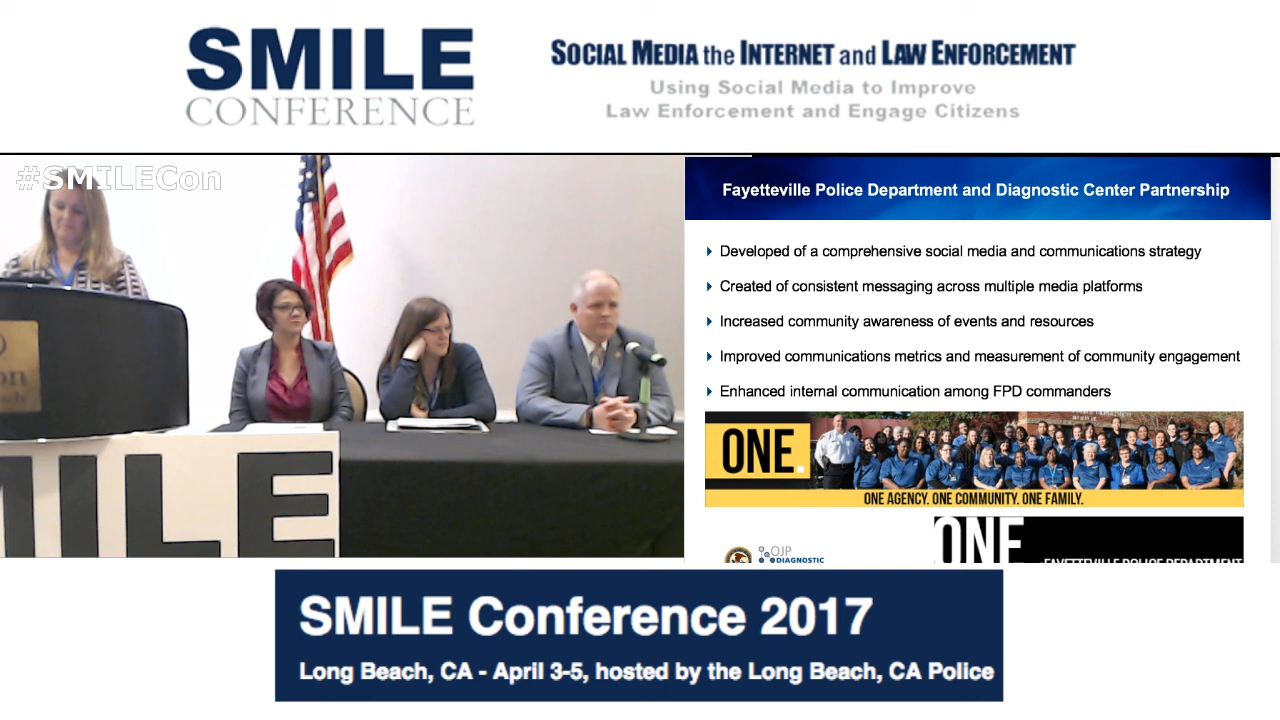 SMILE
CONFERENCE
SOCIAL MEDIA the INTERNET and LAW ENFORCEMENT
Using Social Media to Improve
Law Enforcement and Engage Citizens
#SMILECon
Fayetteville Police Department and Diagnostic Center Partnership
Developed of a comprehensive social media and communications strategy
Created of consistent messaging across multiple media platforms
Increased community awareness of events and resources
Improved communications metrics and measurement of community engagement
Enhanced internal communication among FPD commanders
ONE.
ONE AGENCY. ONE COMMUNITY. ONE FAMILY.
ONE
FAYETTEVILLE POLICE DEPARTMENT
OJP
DIAGNOSTIC
ILE
SMILE Conference 2017
Long Beach, CA - April 3-5, hosted by the Long Beach, CA Police